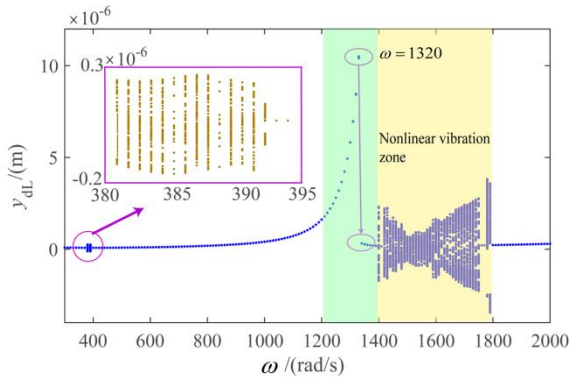 ×10⁻⁶
0.3×10⁻⁶
-0.2
380 385 390 395
ω = 1320
Nonlinear vibration
zone
10
5
0
y_dL/(m)
400 600 800 1000 1200 1400 1600 1800 2000
ω /(rad/s)